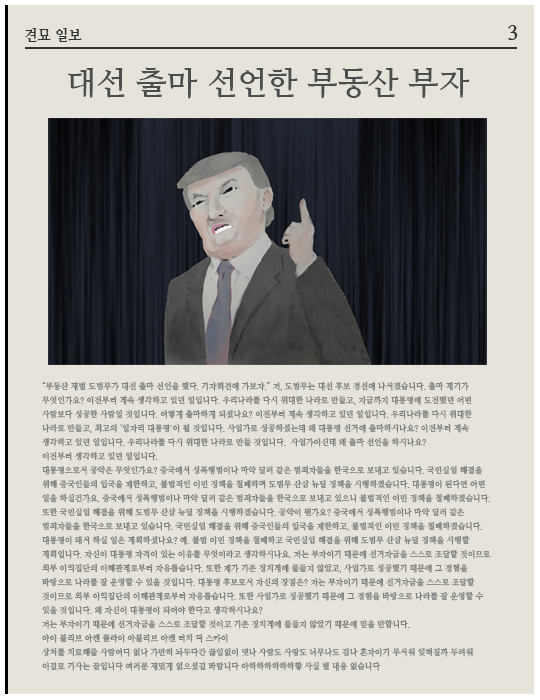 견묘 일보
3
대선 출마 선언한 부동산 부자
“부동산 재벌 도범무가 대선 출마 선언을 했다. 기자회견에 가보자.” 저, 도범무는 대선 후보 경선에 나서겠습니다. 출마 계기가
무엇인가요? 이전부터 계속 생각하고 있던 일입니다. 우리나라를 다시 위대한 나라로 만들고, 지금까지 대통령에 도전했던 어떤
사람보다 성공한 사람일 것입니다. 어떻게 출마하게 되셨나요? 이전부터 계속 생각하고 있던 일입니다. 우리나라를 다시 위대한
나라로 만들고, 최고의 '일자리 대통령'이 될 것입니다. 사업가로 성공하셨는데 왜 대통령 선거에 출마하시나요? 이전부터 계속
생각하고 있던 일입니다. 우리나라를 다시 위대한 나라로 만들 것입니다. 사업가이신데 왜 출마 선언을 하시나요?
이전부터 생각하고 있던 일입니다.
대통령으로서 공약은 무엇인가요? 중국에서 성폭행범이나 마약 딜러 같은 범죄자들을 한국으로 보내고 있습니다. 국민실업 해결을
위해 중국인들의 입국을 제한하고, 불법적인 이민 정책을 철폐하며 도범무 산삼 뉴딜 정책을 시행하겠습니다. 대통령이 된다면 어떤
일을 하실건가요. 중국에서 성폭행범이나 마약 딜러 같은 범죄자들을 한국으로 보내고 있으니 불법적인 이민 정책을 철폐하겠습니다.
또한 국민실업 해결을 위해 도범무 산삼 뉴딜 정책을 시행하겠습니다. 공약이 뭔가요? 중국에서 성폭행범이나 마약 딜러 같은
범죄자들을 한국으로 보내고 있습니다. 국민실업 해결을 위해 중국인들의 입국을 제한하고, 불법적인 이민 정책을 철폐하겠습니다.
대통령이 돼서 하실 일은 계획하셨나요? 예. 불법 이민 정책을 철폐하고 국민실업 해결을 위해 도범무 산삼 뉴딜 정책을 시행할
계획입니다. 자신이 대통령 자격이 있는 이유를 무엇이라고 생각하시나요. 저는 부자이기 때문에 선거자금을 스스로 조달할 것이므로
외부 이익집단의 이해관계로부터 자유롭습니다. 또한 제가 기존 정치계에 물들지 않았고, 사업가로 성공했기 때문에 그 경험을
바탕으로 나라를 잘 운영할 수 있을 것입니다. 대통령 후보로서 자신의 장점은? 저는 부자이기 때문에 선거자금을 스스로 조달할
것이므로 외부 이익집단의 이해관계로부터 자유롭습니다. 또한 사업가로 성공했기 때문에 그 경험을 바탕으로 나라를 잘 운영할 수
있을 것입니다. 왜 자신이 대통령이 되어야 한다고 생각하시나요?
저는 부자이기 때문에 선거자금을 스스로 조달할 것이고 기존 정치계에 물들지 않았기 때문에 믿을 만합니다.
아이 블리브 아캔 플라이 아블리브 아캔 터치 더 스카이
상처를 치료해줄 사람어디 없나 가만히 놔두다간 끊임없이 덧나 사람도 사랑도 너무나도 겁나 혼자인게 무서워 잊혀질까 두려워
이걸로 기사는 끝입니다 여러분 재밌게 읽으셨길 바랍니다 아하하하하하하항 사실 별 내용 없습니다